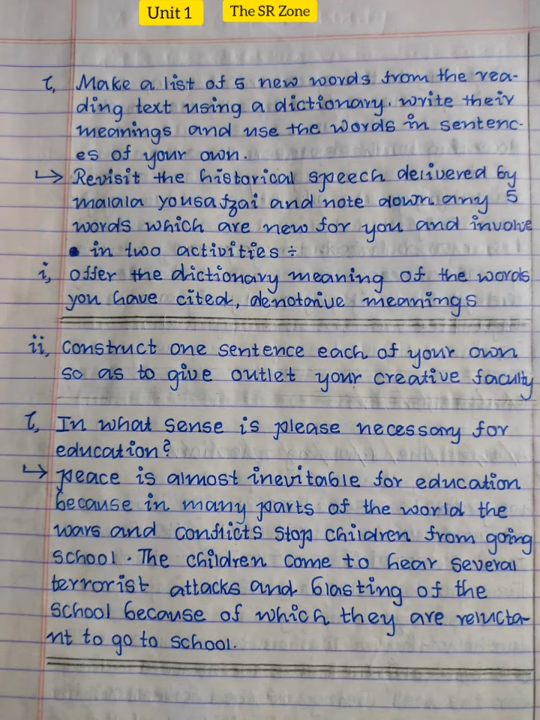 Unit 1 The SR Zone
ζ, Make a list of 5 new words from the rea-
ding text using a dictionary. write their
meanings and use the words in sentenc-
es of your own.
↳ Revisit the historical speech delivered by
malala yousafzai and note down any 5
words which are new for you and involve
• in two activities ÷
i, offer the dictionary meaning of the words
you have cited, denotative meanings
ii, construct one sentence each of your own
so as to give outlet your creative faculty
ζ, In what sense is please necessary for
education?
↳ peace is almost inevitable for education
because in many parts of the world the
wars and conflicts stop children from going
school. The children come to hear several
terrorist attacks and blasting of the
school because of which they are relucta-
nt to go to school.